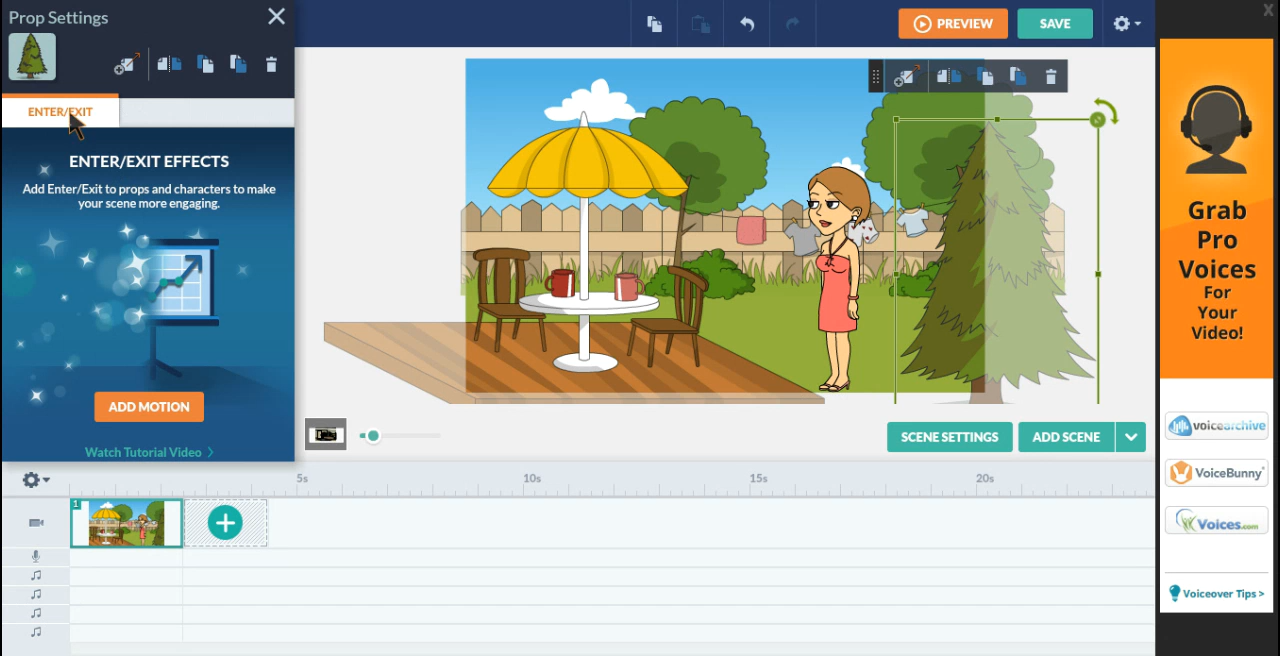 Prop Settings
PREVIEW
SAVE
X
ENTER/EXIT
ENTER/EXIT EFFECTS
Add Enter/Exit to props and characters to make
your scene more engaging.
ADD MOTION
Watch Tutorial Video >
SCENE SETTINGS
ADD SCENE
5s
10s
15s
20s
1
Grab
Pro
Voices
For
Your
Video!
voicearchive
VoiceBunny
Voices.com
Voiceover Tips >